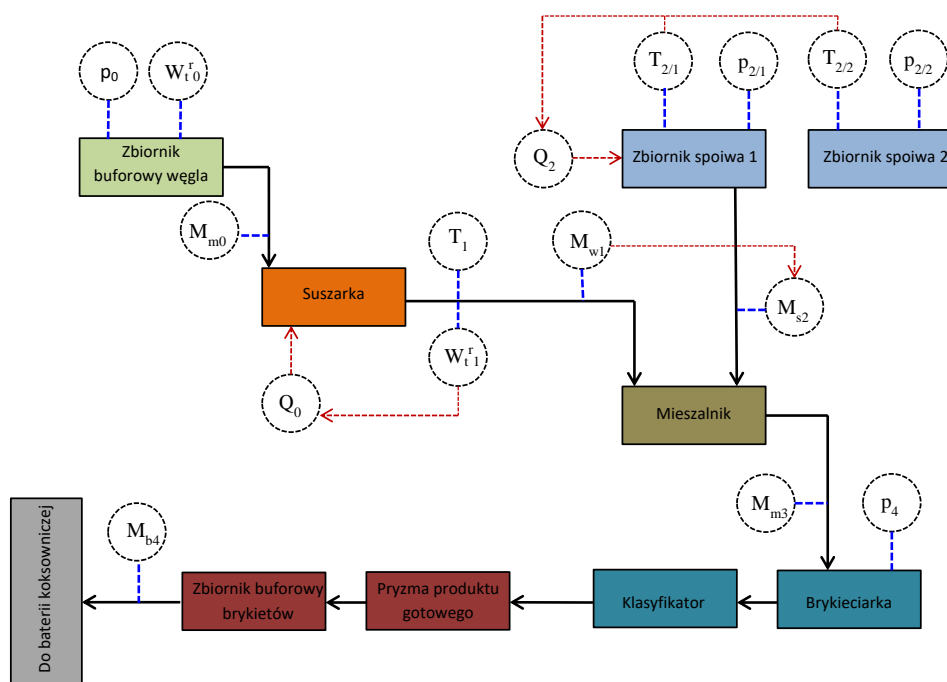 p0
Wtr0
T2/1
p2/1
T2/2
p2/2
Zbiornik
buforowy węgla
Q2
Zbiornik spoiwa 1
Zbiornik spoiwa 2
Mm0
T1
Mw1
Suszarka
Ms2
Wtr1
Q0
Mieszalnik
Mm3
p4
Mb4
Do baterii koksowniczej
Zbiornik buforowy
brykietów
Pryzma produktu
gotowego
Klasyfikator
Brykieciarka